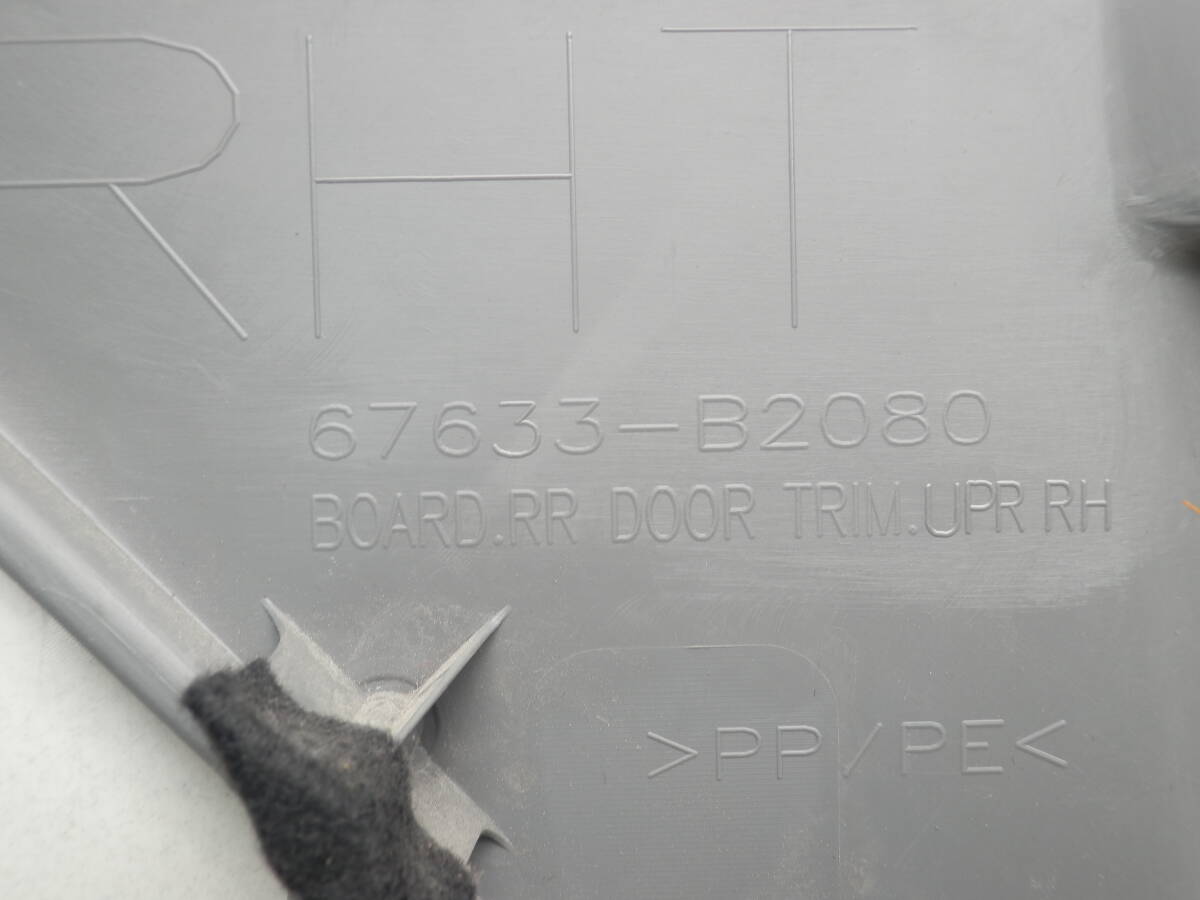 RHT
67633-B2080
BOARD.RR DOOR TRIM.UPR RH
>PP/PE<